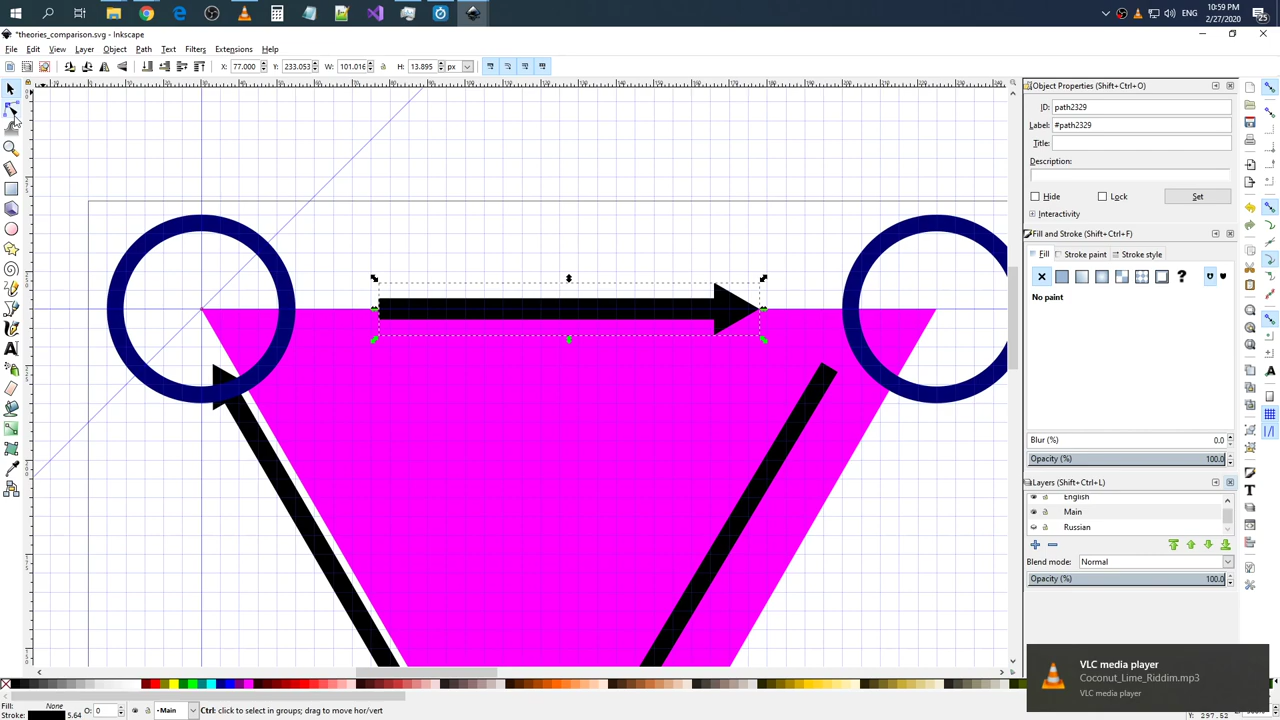 10:59 PM
ENG
2/27/2020
*theories_comparison.svg - Inkscape
File Edit View Layer Object Path Text Filters Extensions Help
X: 77.000 Y: 233.053 W: 101.016 H: 13.895 px
Object Properties (Shift+Ctrl+O)
ID: path2329
Label: #path2329
Title:
Description:
Hide Lock Set
Interactivity
Fill and Stroke (Shift+Ctrl+F)
Fill Stroke paint Stroke style
No paint
Blur (%) 0.0
Opacity (%) 100.0
Layers (Shift+Ctrl+L)
English
Main
Russian
Blend mode: Normal
Opacity (%) 100.0
VLC media player
Coconut_Lime_Riddim.mp3
VLC media player
Fill: None
Stroke: 5.64
O: 0
Main
Ctrl: click to select in groups; drag to move hor/vert
Y: 297.52